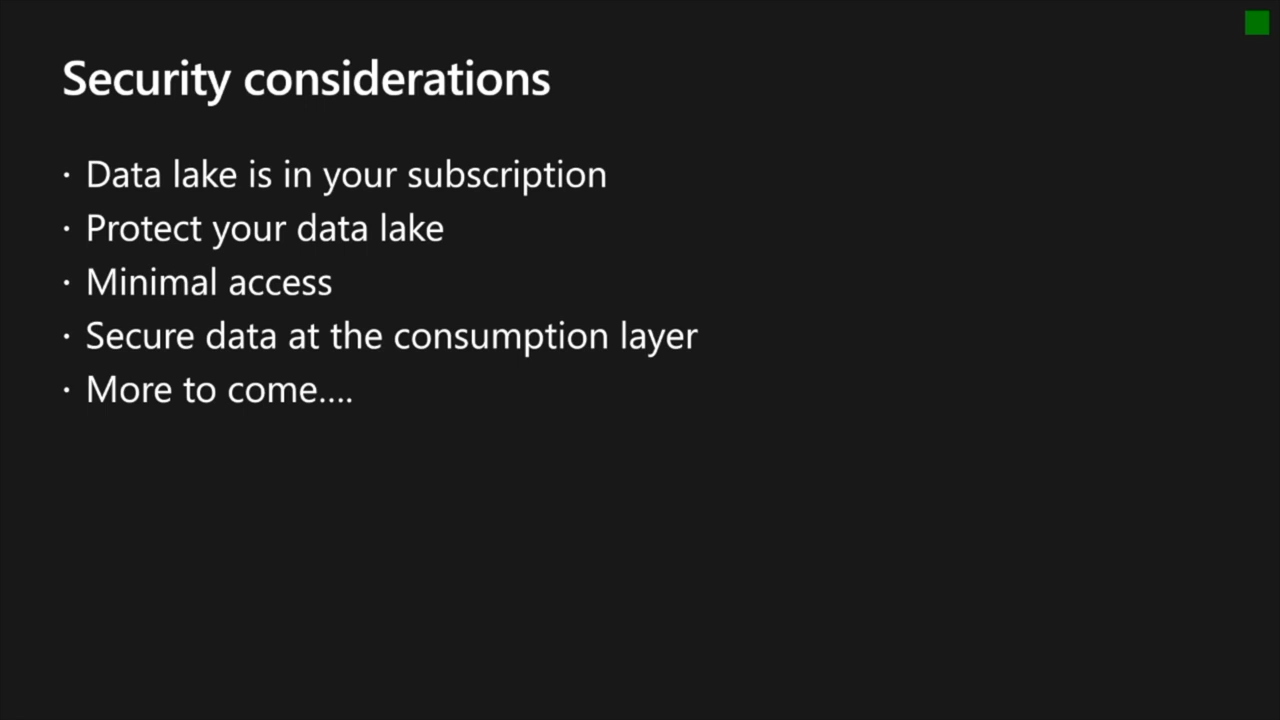 Security considerations
· Data lake is in your subscription
· Protect your data lake
· Minimal access
· Secure data at the consumption layer
· More to come....